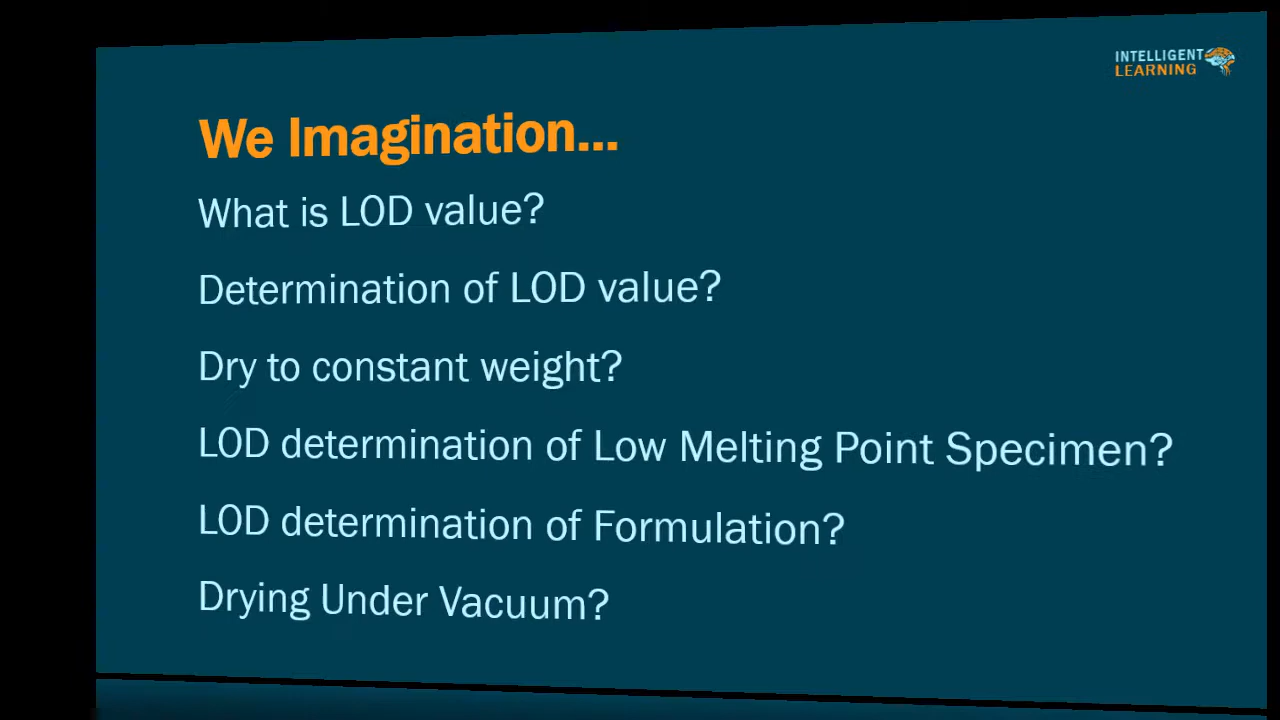 INTELLIGENT
LEARNING
We Imagination...
What is LOD value?
Determination of LOD value?
Dry to constant weight?
LOD determination of Low Melting Point Specimen?
LOD determination of Formulation?
Drying Under Vacuum?